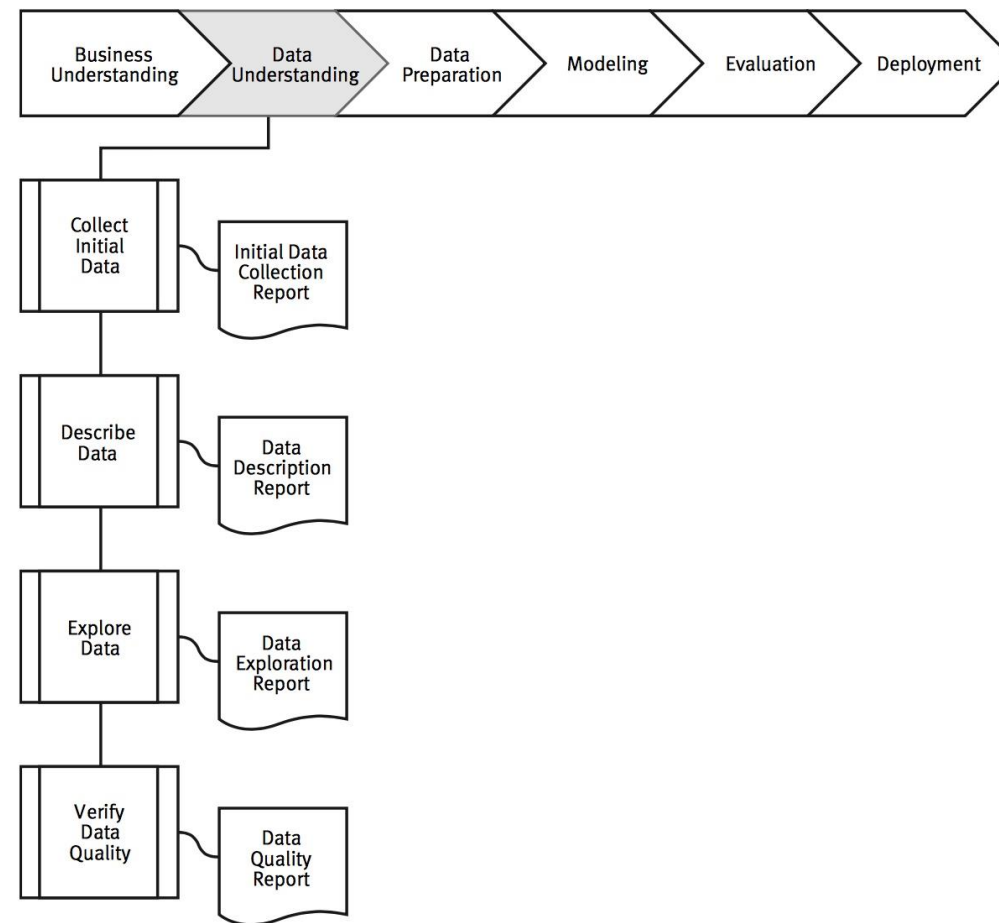 Business
Understanding
Data
Understanding
Data
Preparation
Modeling
Evaluation
Deployment
Collect
Initial
Data
Initial Data
Collection
Report
Describe
Data
Data
Description
Report
Explore
Data
Data
Exploration
Report
Verify
Data
Quality
Data
Quality
Report